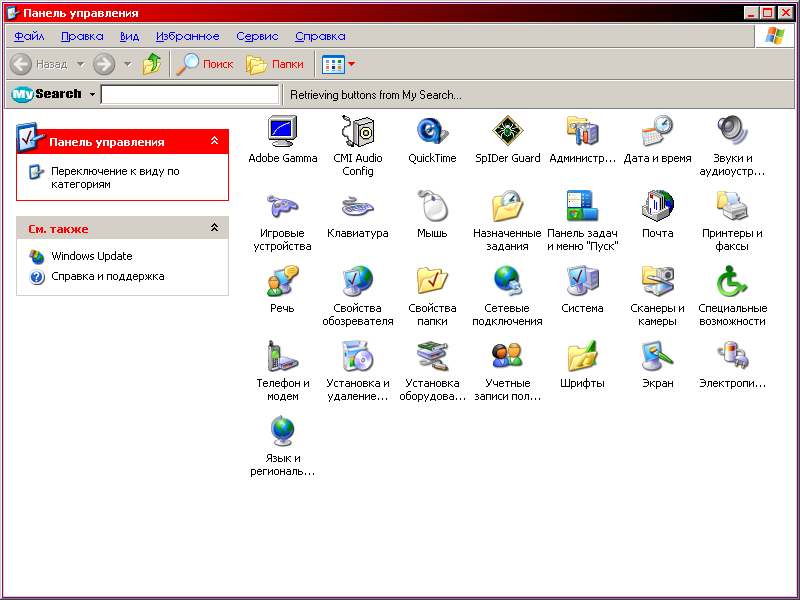 Панель управления
Файл Правка Вид Избранное Сервис Справка
Назад Поиск Папки
My Search Retrieving buttons from My Search...
Панель управления
Переключение к виду по
категориям
См. также
Windows Update
Справка и поддержка
Adobe Gamma
CMI Audio
Config
QuickTime
SpIDer Guard
Администр...
Дата и время
Звуки и
аудиоустр...
Игровые
устройства
Клавиатура
Мышь
Назначенные
задания
Панель задач
и меню "Пуск"
Почта
Принтеры и
факсы
Речь
Свойства
обозревателя
Свойства
папки
Сетевые
подключения
Система
Сканеры и
камеры
Специальные
возможности
Телефон и
модем
Установка и
удаление...
Установка
оборудова...
Учетные
записи пол...
Шрифты
Экран
Электропи...
Язык и
региональ...